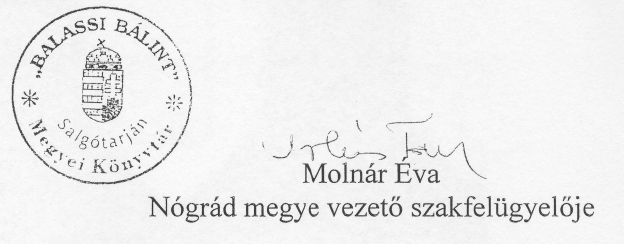 „BALASSI BÁLINT”
Salgótarján
Megyei Könyvtár
Molnár Éva
Nógrád megye vezető szakfelügyelője